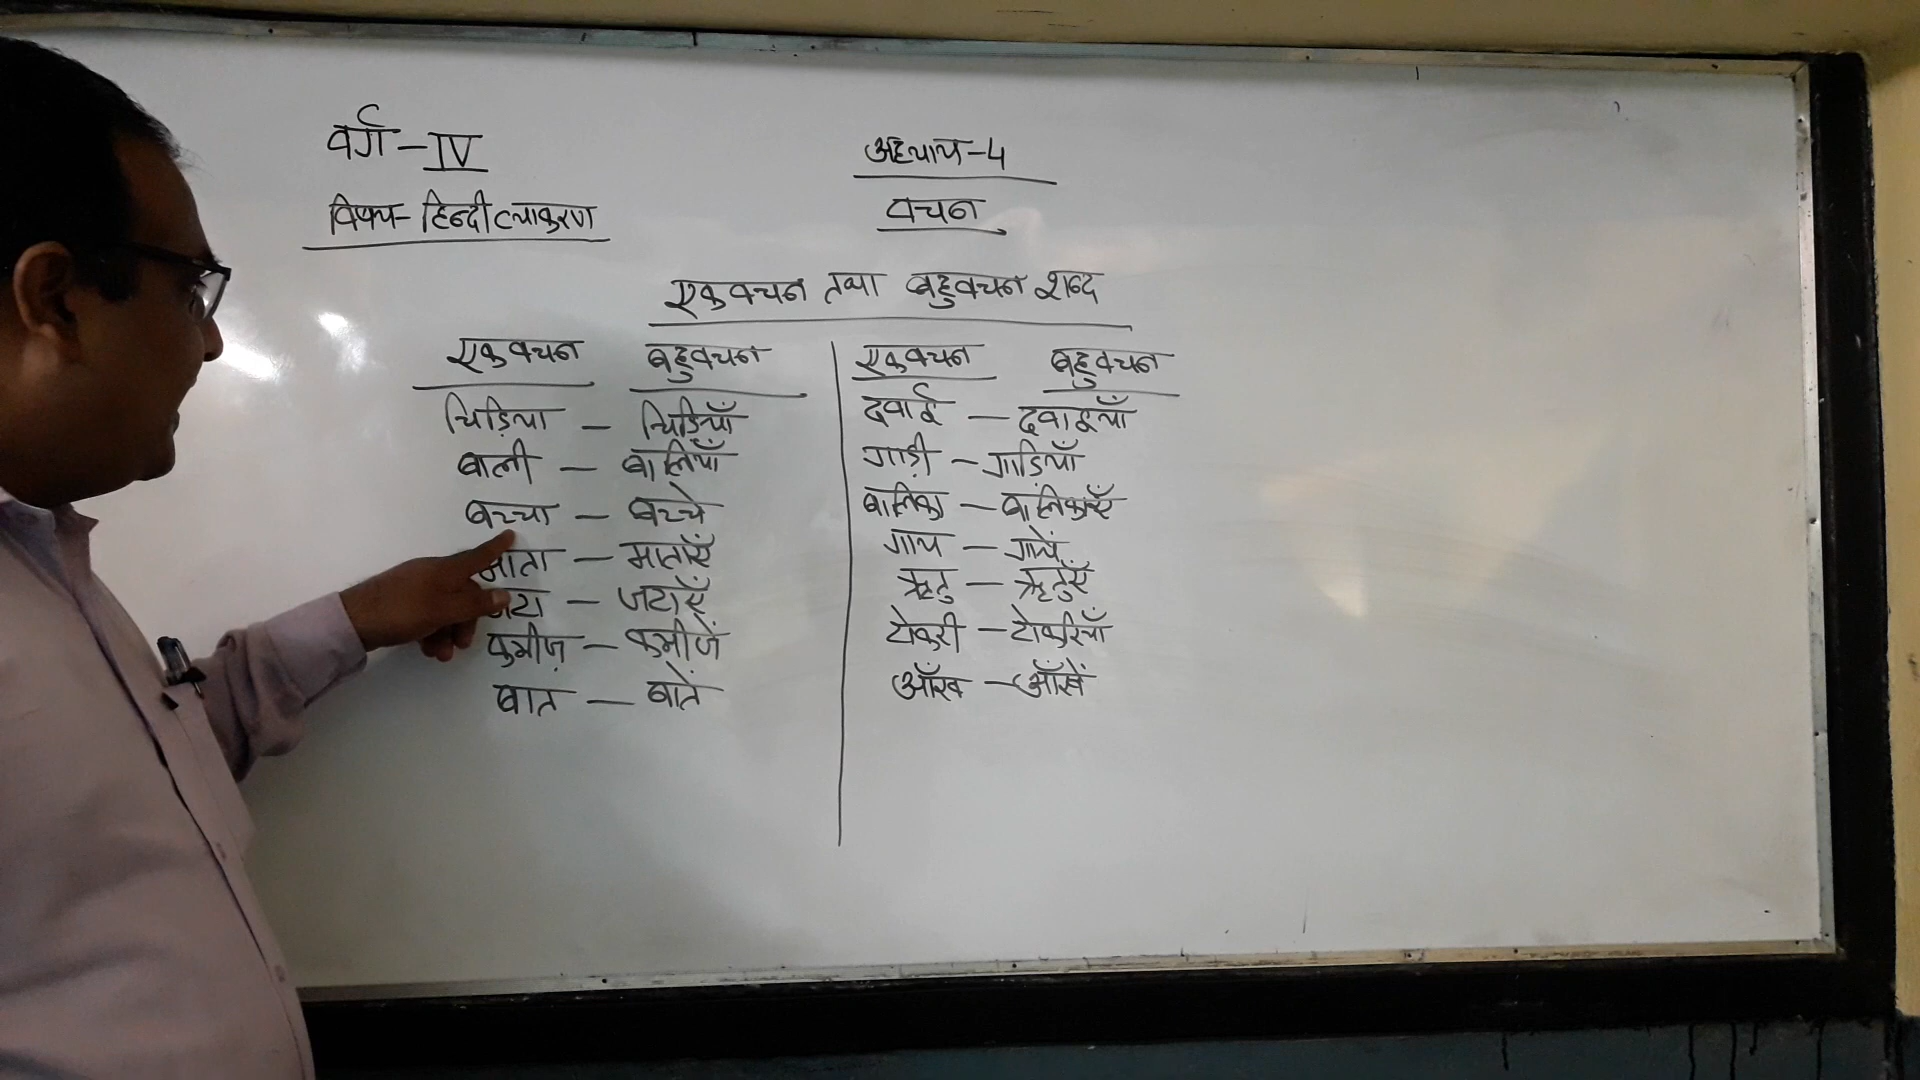 वर्ग - IV
विषय - हिन्दी व्याकरण
अध्याय - 4
वचन
एकवचन तथा बहुवचन शब्द
एकवचन बहुवचन
चिड़िया — चिड़ियाँ
बाली — बालियाँ
बच्चा — बच्चे
माता — माताएँ
जटा — जटाएँ
कमीज़ — कमीजें
बात — बातें
एकवचन बहुवचन
दवाई — दवाइयाँ
गाड़ी — गाड़ियाँ
बालिका — बालिकाएँ
गाय — गायें
ऋतु — ऋतुएँ
टोकरी — टोकरियाँ
आँख — आँखें